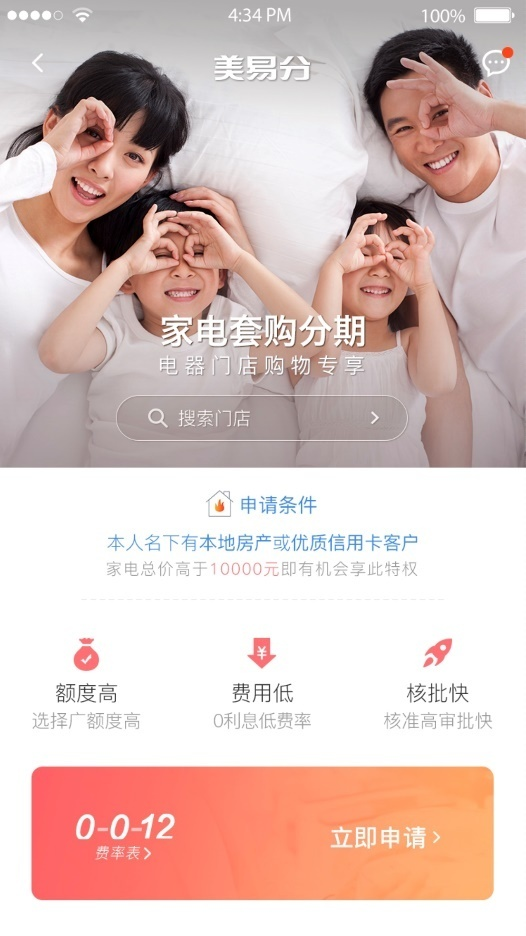 4:34 PM
100%
美易分
家电套购分期
电器门店购物专享
搜索门店
申请条件
本人名下有本地房产或优质信用卡客户
家电总价高于10000元即有机会享此特权
额度高
费用低
核批快
选择广额度高
0利息低费率
核准高审批快
0-0-12
费率表
立即申请